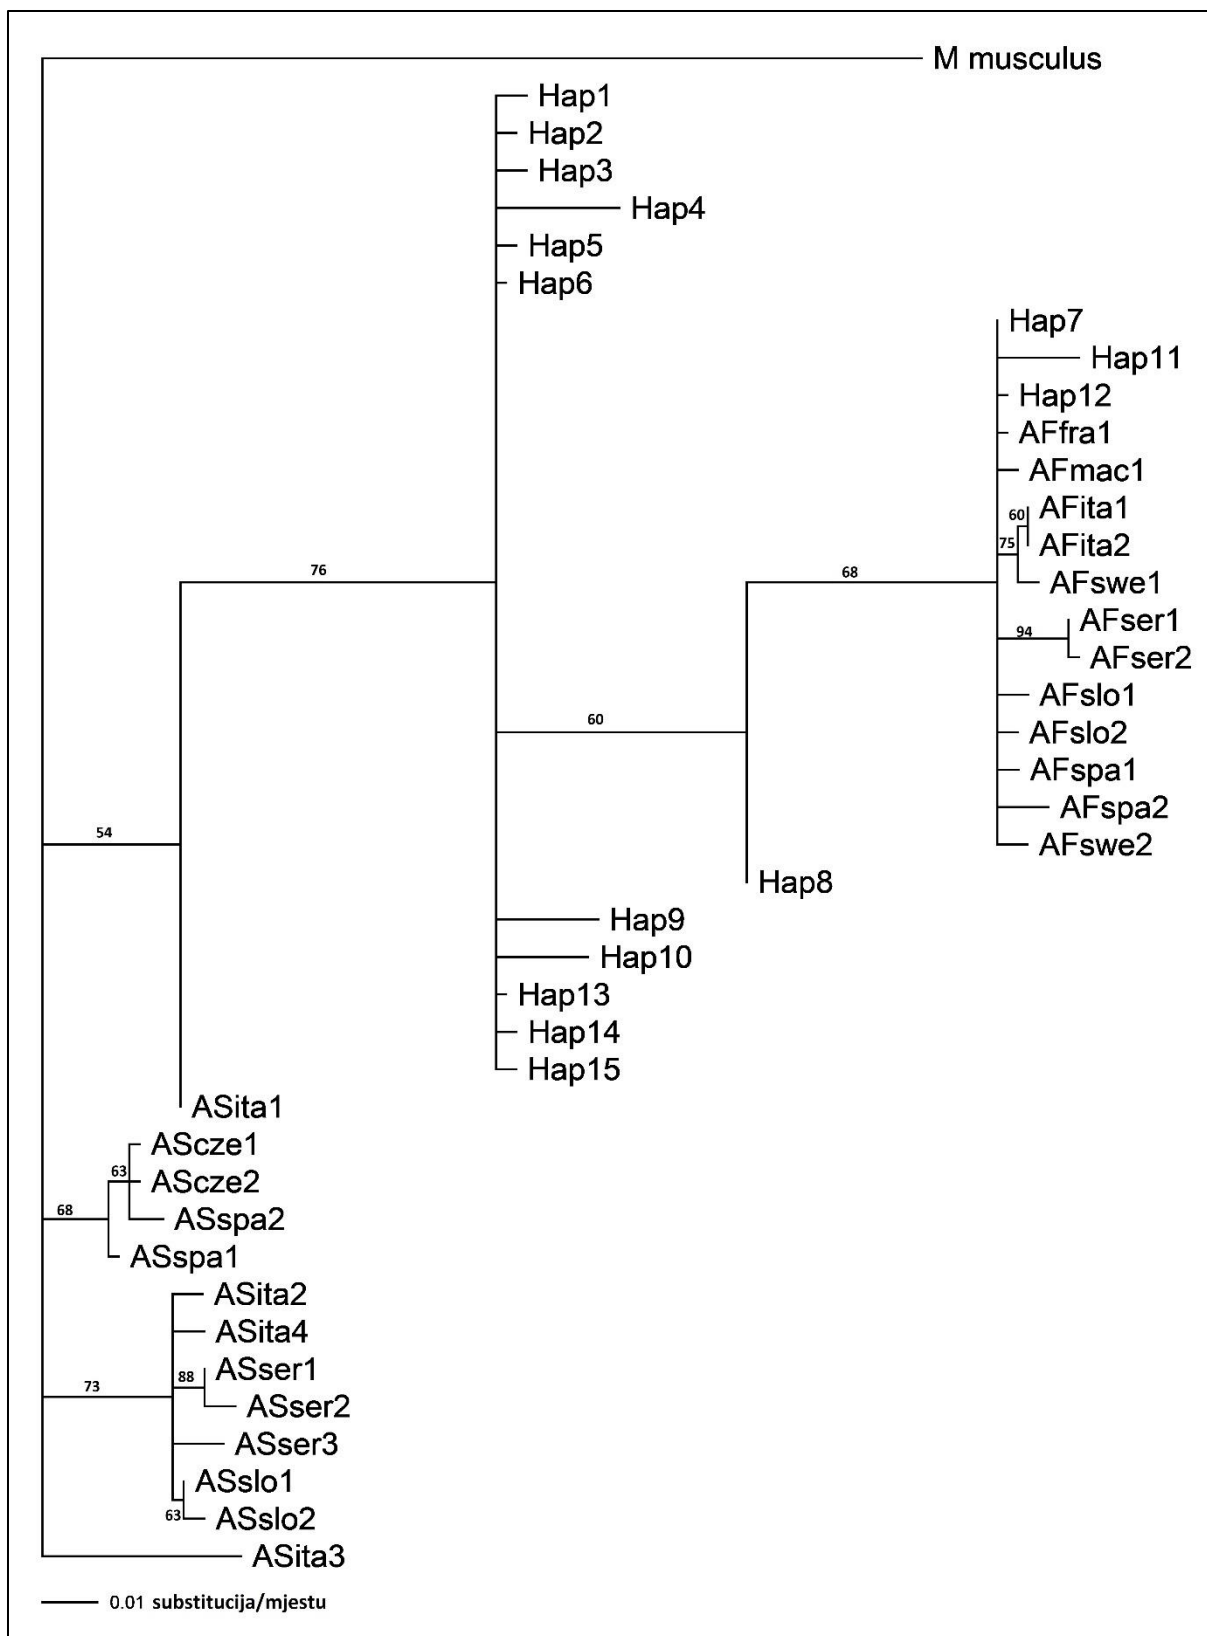 M musculus
Hap1
Hap2
Hap3
Hap4
Hap5
Hap6
Hap7
Hap11
Hap12
AFfra1
AFmac1
60 AFita1
75 AFita2
76 68 AFswe1
AFser1
94 AFser2
AFslo1
60 AFslo2
AFspa1
AFspa2
54 AFswe2
Hap8
Hap9
Hap10
Hap13
Hap14
Hap15
ASita1
AScze1
63 AScze2
68 ASspa2
ASspa1
ASita2
ASita4
88 ASser1
73 ASser2
ASser3
ASslo1
63 ASslo2
ASita3
0.01 substitucija/mjestu